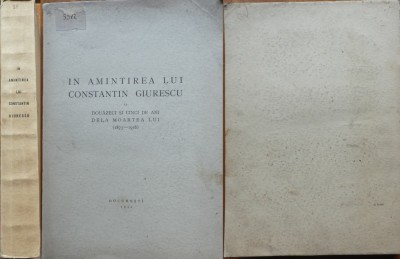 IN
AMINTIREA
LUI
CONSTANTIN
GIURESCU
IN AMINTIREA LUI
CONSTANTIN GIURESCU
LA
DOUĂZECI ȘI CINCI DE ANI
DELA MOARTEA LUI
(1875—1918)
BUCUREȘTI
1944